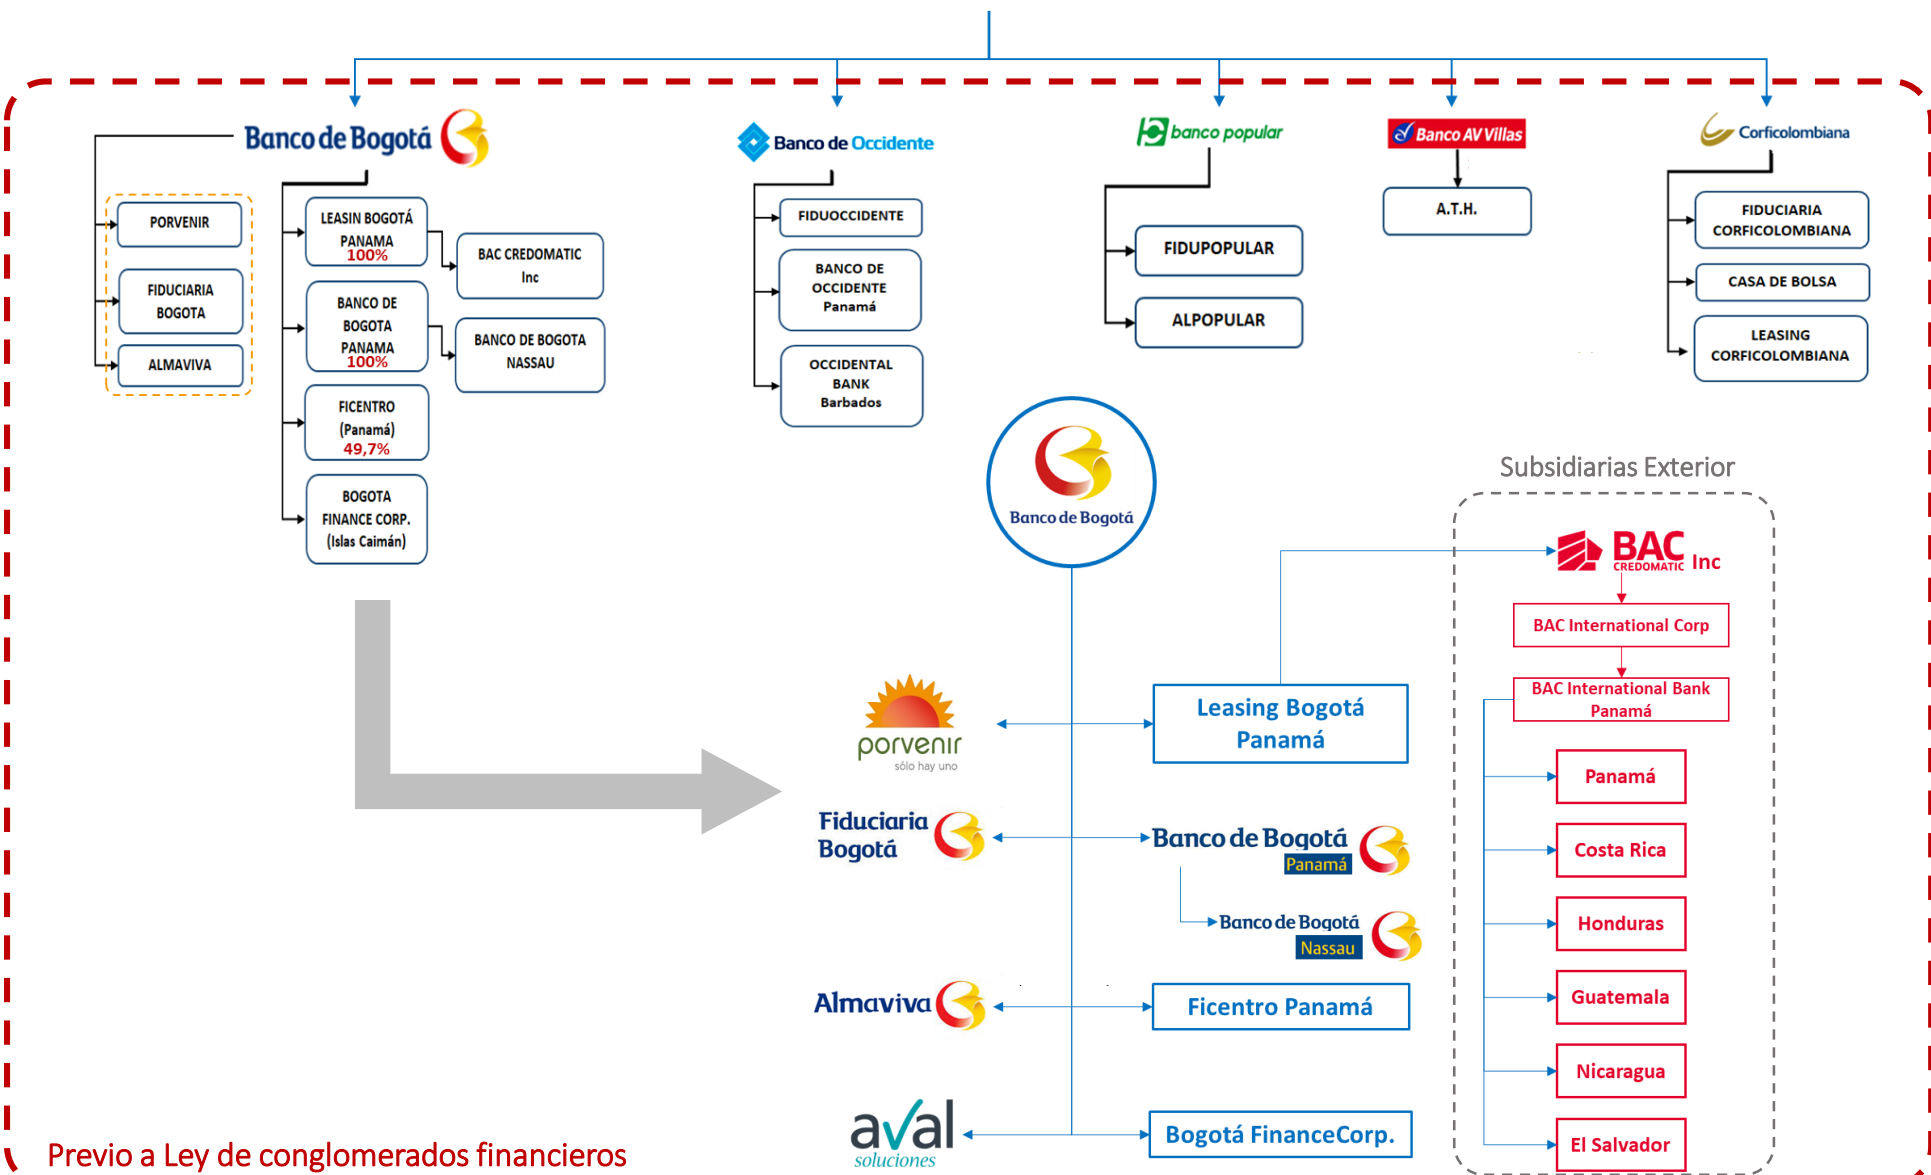 Banco de Bogotá
Banco de Occidente
banco popular
Banco AV Villas
Corficolombiana
PORVENIR
FIDUCIARIA
BOGOTA
ALMAVIVA
LEASIN BOGOTÁ
PANAMA
100%
BANCO DE
BOGOTA
PANAMA
100%
FICENTRO
(Panamá)
49,7%
BOGOTA
FINANCE CORP.
(Islas Caimán)
BAC CREDOMATIC
Inc
BANCO DE BOGOTA
NASSAU
FIDUOCCIDENTE
BANCO DE
OCCIDENTE
Panamá
OCCIDENTAL
BANK
Barbados
FIDUPOPULAR
ALPOPULAR
A.T.H.
FIDUCIARIA
CORFICOLOMBIANA
CASA DE BOLSA
LEASING
CORFICOLOMBIANA
Banco de Bogotá
porvenir
sólo hay uno
Fiduciaria
Bogotá
Almaviva
aval
soluciones
Leasing Bogotá
Panamá
Banco de Bogotá
Panamá
Banco de Bogotá
Nassau
Ficentro Panamá
Bogotá FinanceCorp.
Subsidiarias Exterior
BAC
CREDOMATIC Inc
BAC International Corp
BAC International Bank
Panamá
Panamá
Costa Rica
Honduras
Guatemala
Nicaragua
El Salvador
Previo a Ley de conglomerados financieros